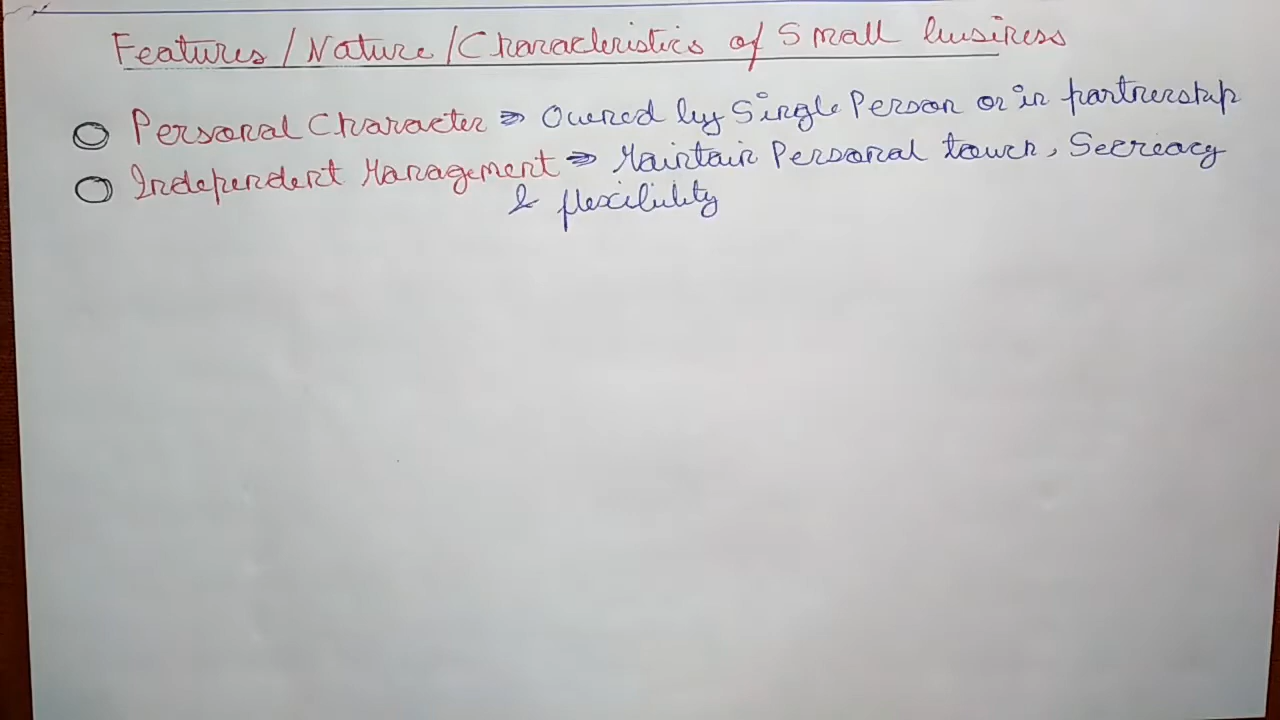 Features/Nature/Characteristics of Small business
Personal Character ⇒ Owned by Single Person or in partnership
Independent Management ⇒ Maintain Personal touch, Secreacy
& flexibility